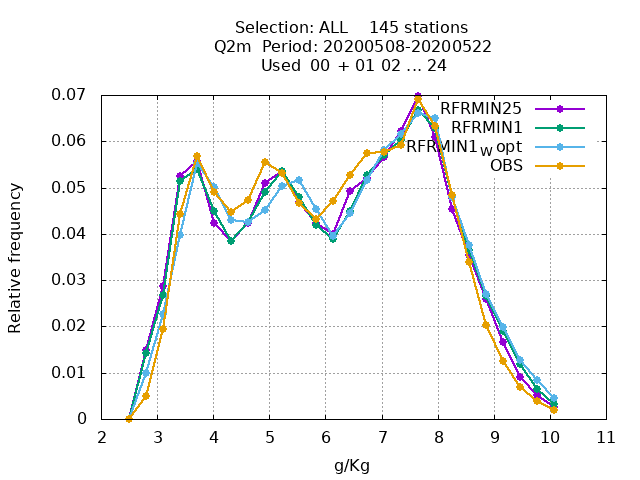 Selection: ALL    145 stations
Q2m  Period: 20200508-20200522
Used  00  + 01 02 ... 24
0.07
0.06
0.05
0.04
0.03
0.02
0.01
0
Relative frequency
RFRMIN25
RFRMIN1
RFRMIN1w opt
OBS
2 3 4 5 6 7 8 9 10 11
g/Kg